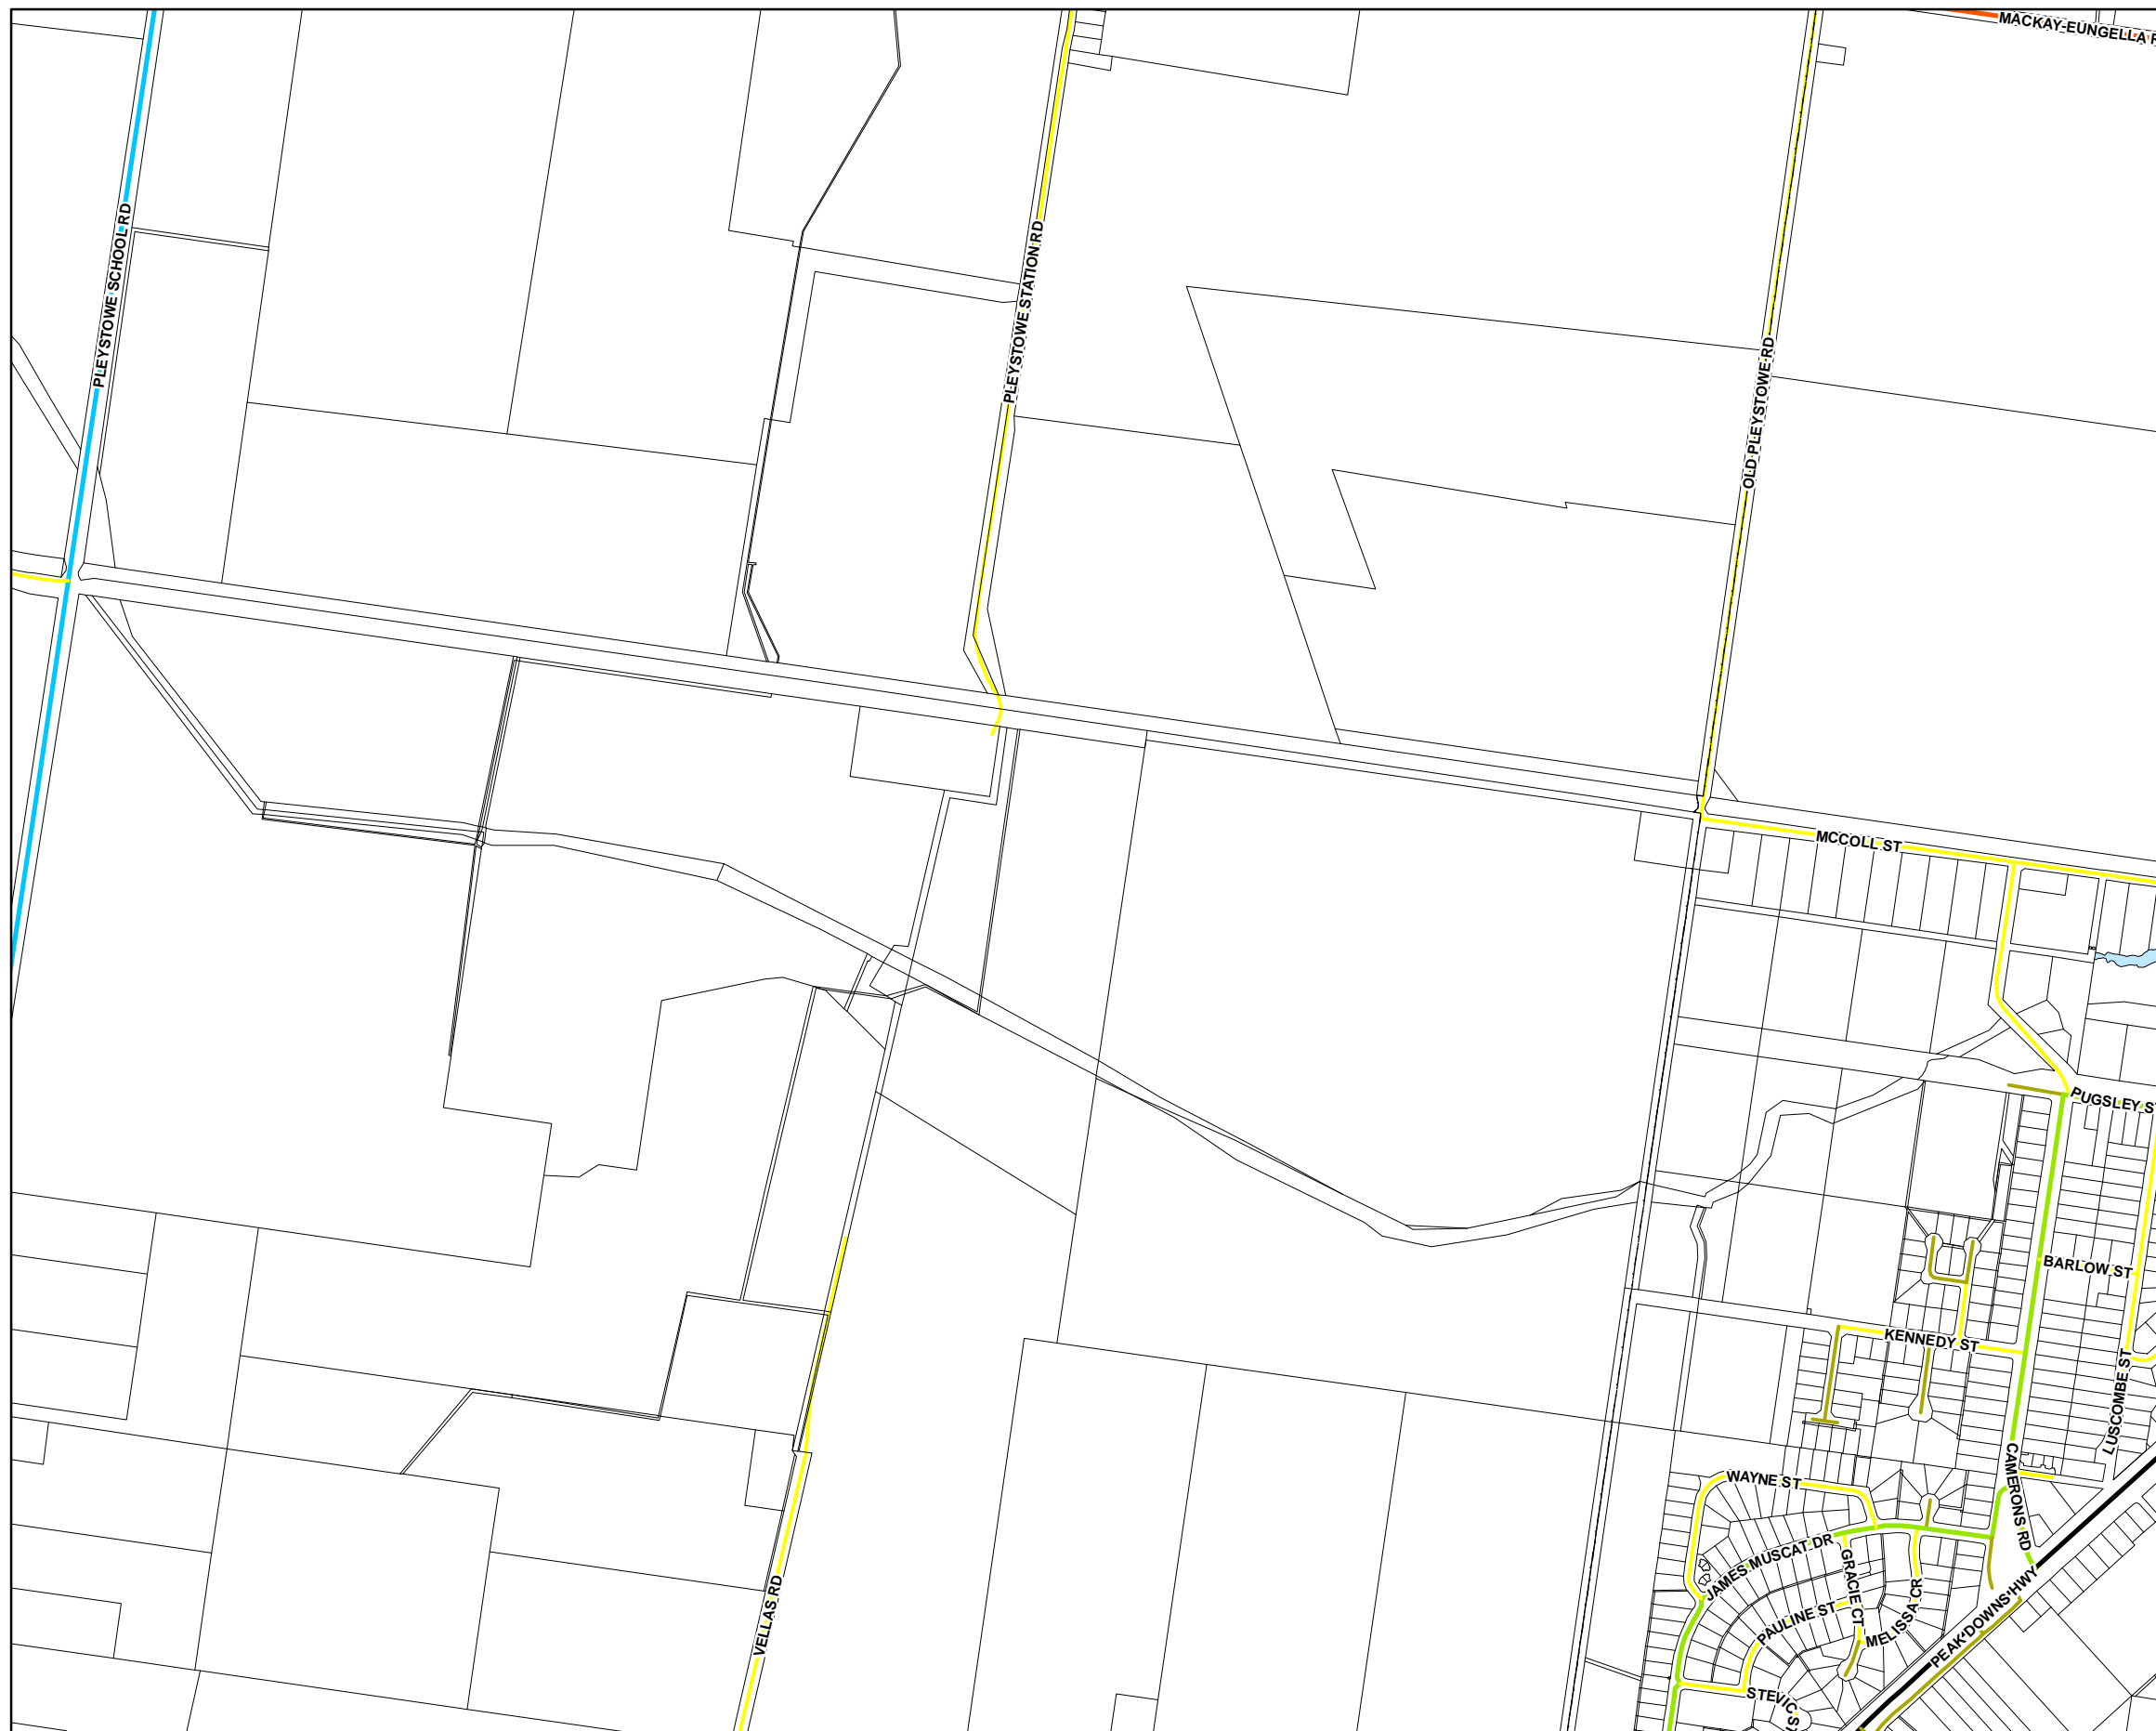 MACKAY-EUNGELLA R
PLEYSTOWE SCHOOL RD
PLEYSTOWE STATION RD
OLD PLEYSTOWE RD
MCCOLL ST
PUGSLEY ST
BARLOW ST
KENNEDY ST
LUSCOMBE ST
CAMERONS RD
WAYNE ST
JAMES MUSCAT DR
GRACIE CT
MELISSA CR
PAULINE ST
PEAK DOWNS HWY
VELLAS RD
STEVIC S